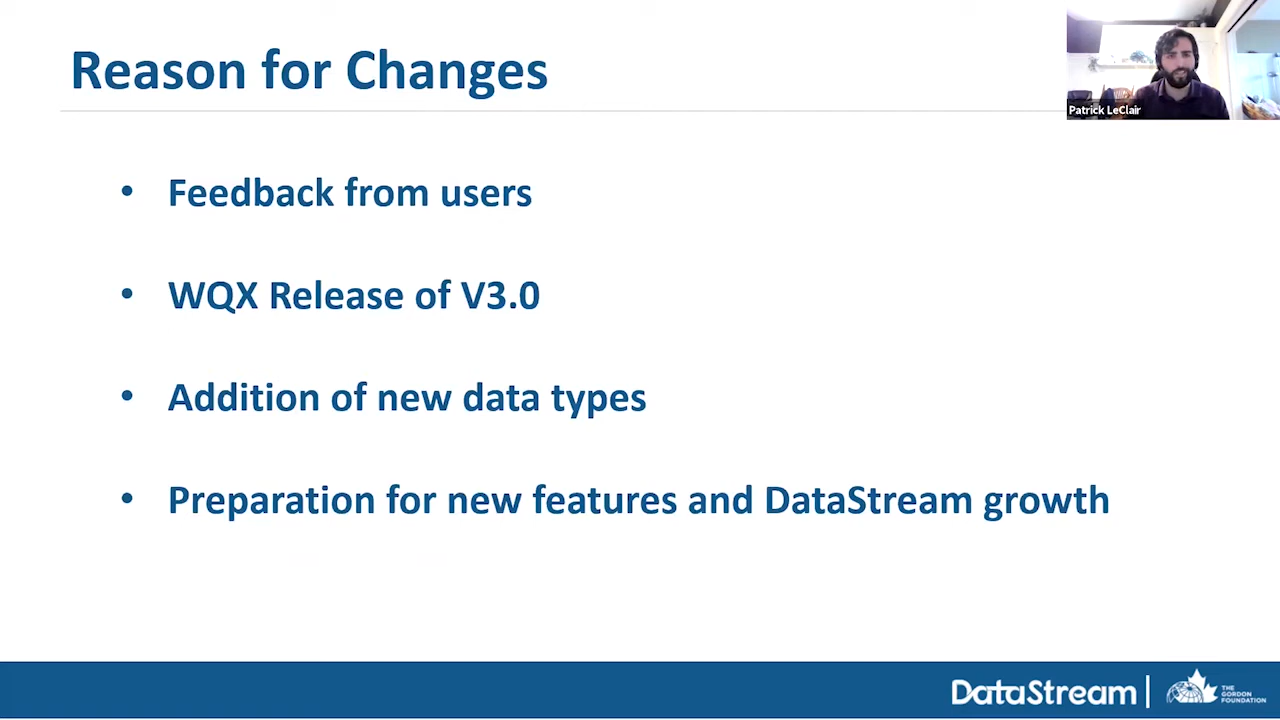 Reason for Changes
Patrick LeClair
• Feedback from users
• WQX Release of V3.0
• Addition of new data types
• Preparation for new features and DataStream growth
DataStream
THE
GORDON
FOUNDATION